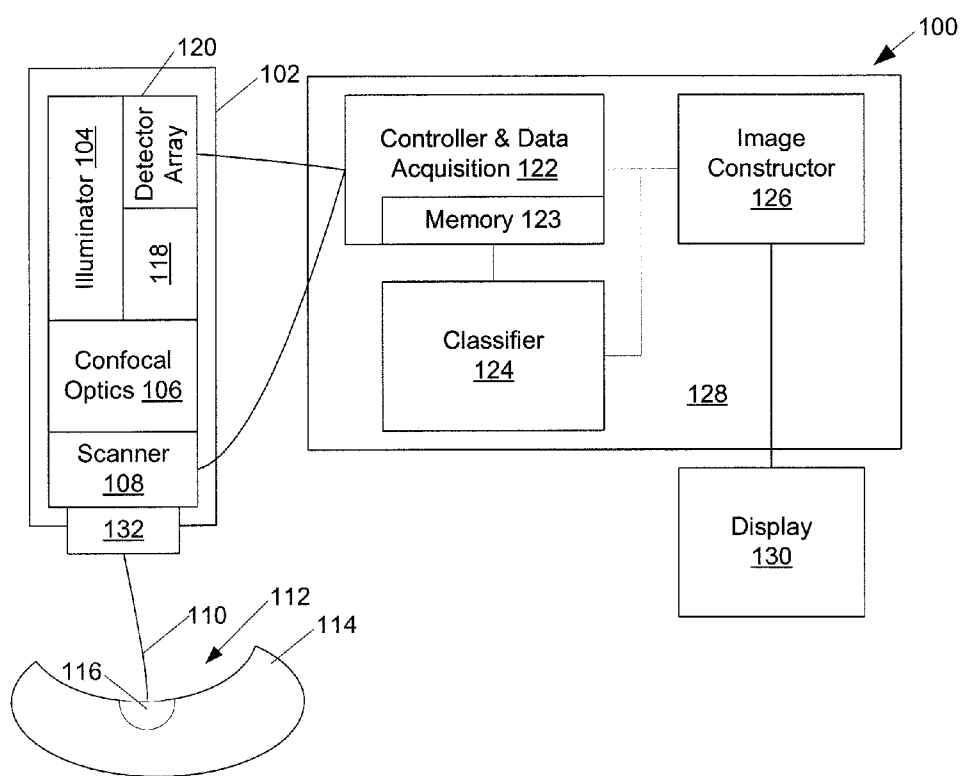 100
120
102
Illuminator 104
Detector
Array
118
Confocal
Optics 106
Scanner
108
132
Controller & Data
Acquisition 122
Memory 123
Classifier
124
Image
Constructor
126
128
Display
130
110
112
114
116